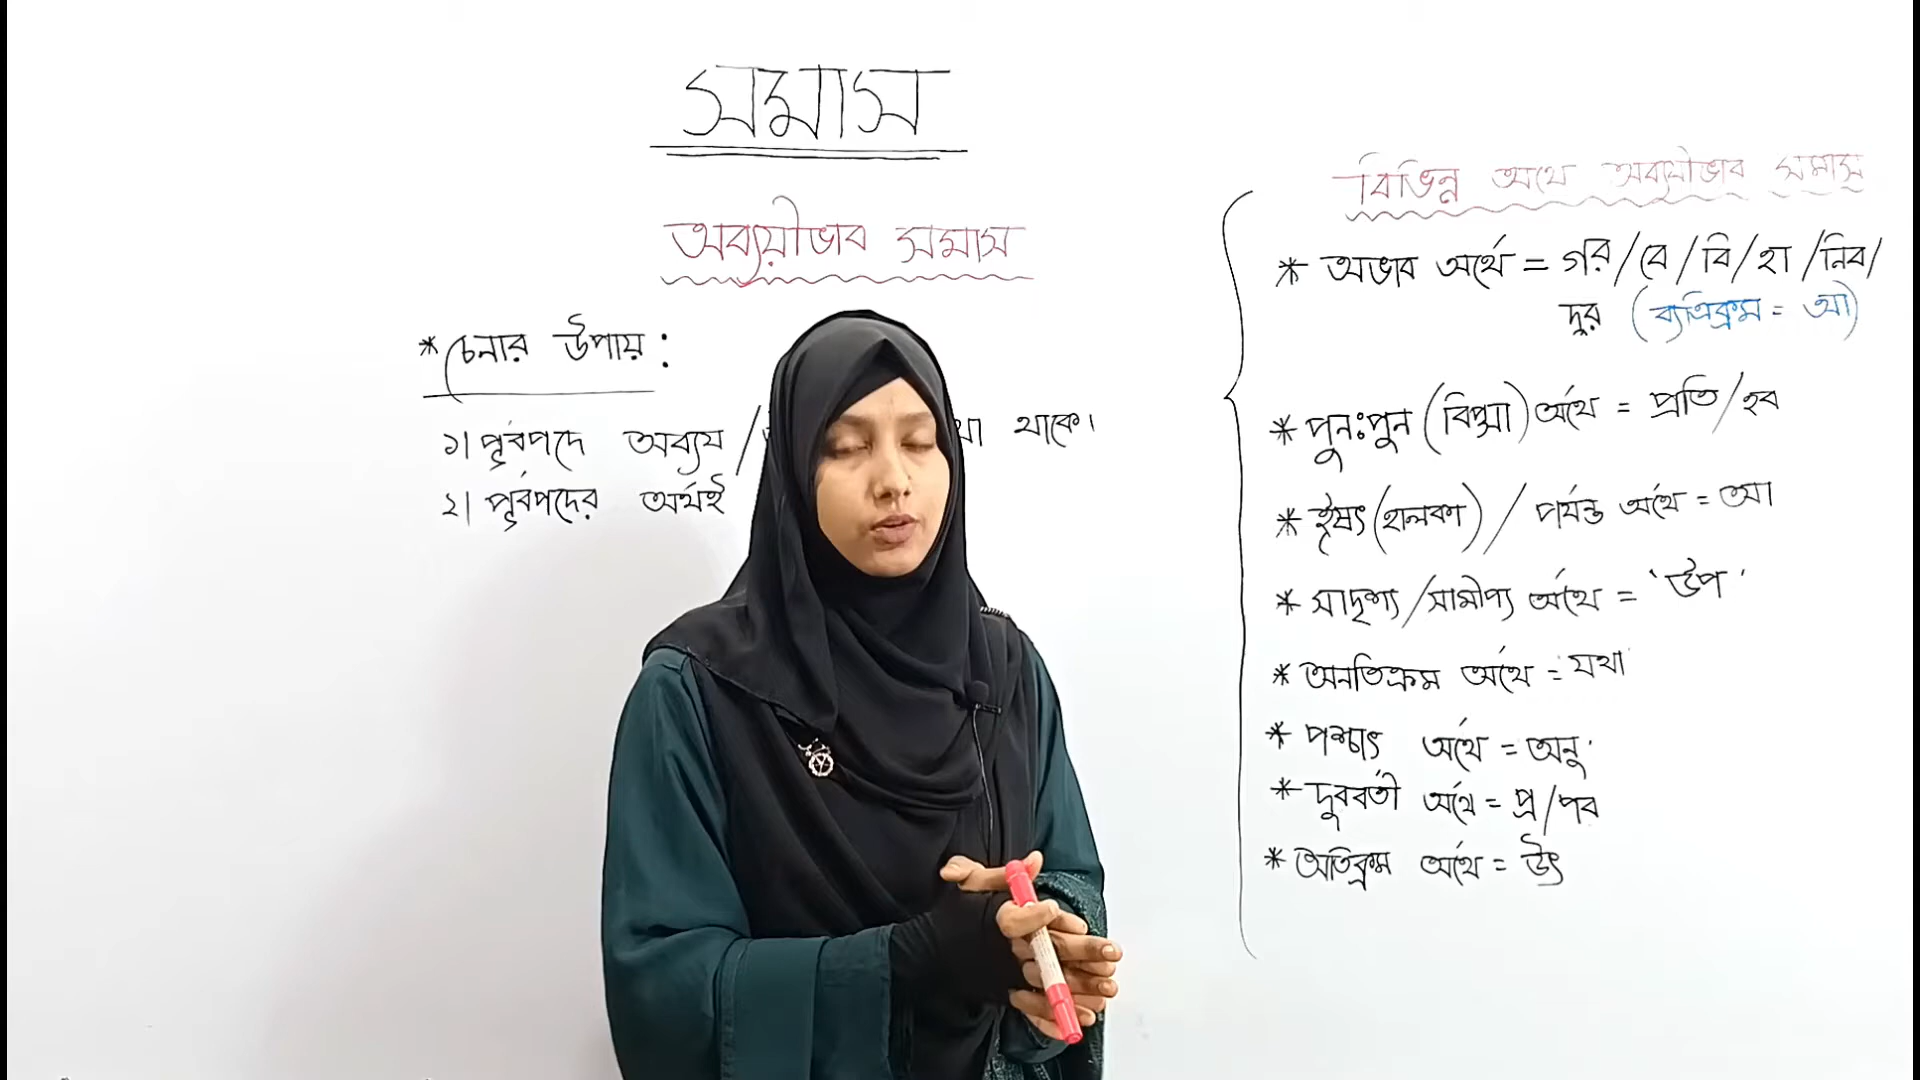 সমাস
অব্যয়ীভাব সমাস
*চেনার উপায় :
১। পূর্বপদে অব্যয় / থাকে।
২। পূর্বপদের অর্থই
বিভিন্ন অর্থে অব্যয়ীভাব সমাস
* অভাব অর্থে = গর/বে/বি/হা/নির/
দুর (ব্যতিক্রম = আ)
* পুনঃপুন (বিপ্সা) অর্থে = প্রতি/হর
* ঈষৎ (হালকা) / পর্যন্ত অর্থে = আ
* সাদৃশ্য/সামীপ্য অর্থে = 'উপ'
* অনতিক্রম অর্থে = যথা
* পশ্চাৎ অর্থে = অনু
* দুরবর্তী অর্থে = প্র/পর
* অতিক্রম অর্থে = উৎ